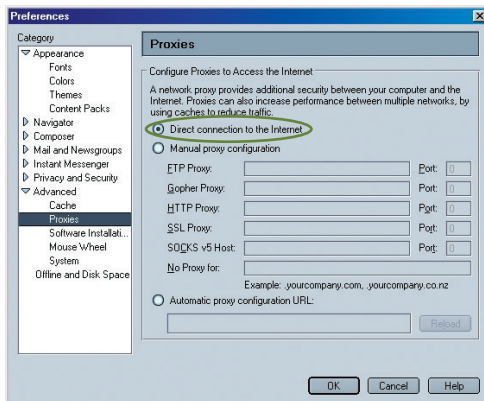 Preferences
Category
Appearance
Fonts
Colors
Themes
Content Packs
Navigator
Composer
Mail and Newsgroups
Instant Messenger
Privacy and Security
Advanced
Cache
Proxies
Software Installati...
Mouse Wheel
System
Offline and Disk Space
Proxies
Configure Proxies to Access the Internet
A network proxy provides additional security between your computer and the
Internet. Proxies can also increase performance between multiple networks, by
using caches to reduce traffic.
Direct connection to the Internet
Manual proxy configuration
FTP Proxy: Port: 0
Gopher Proxy: Port: 0
HTTP Proxy: Port: 0
SSL Proxy: Port: 0
SOCKS v5 Host: Port: 0
No Proxy for:
Example: .yourcompany.com, .yourcompany.co.nz
Automatic proxy configuration URL:
Reload
OK Cancel Help